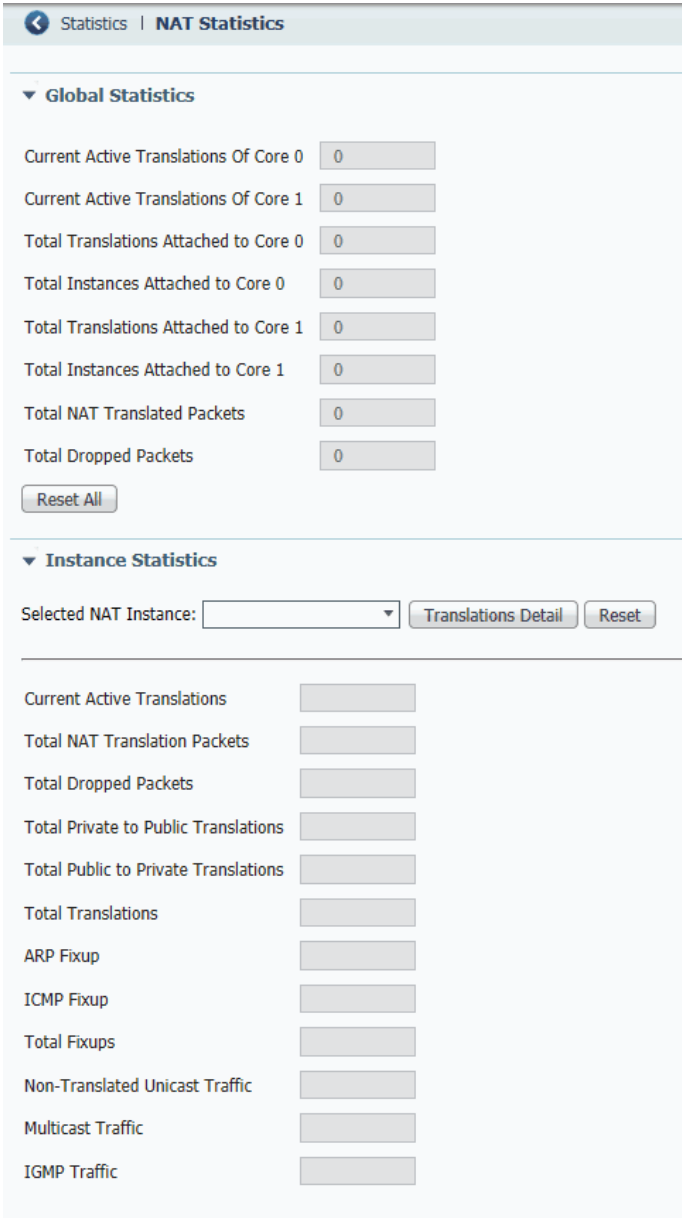 Statistics | NAT Statistics
Global Statistics
Current Active Translations Of Core 0 0
Current Active Translations Of Core 1 0
Total Translations Attached to Core 0 0
Total Instances Attached to Core 0 0
Total Translations Attached to Core 1 0
Total Instances Attached to Core 1 0
Total NAT Translated Packets 0
Total Dropped Packets 0
Reset All
Instance Statistics
Selected NAT Instance: Translations Detail Reset
Current Active Translations
Total NAT Translation Packets
Total Dropped Packets
Total Private to Public Translations
Total Public to Private Translations
Total Translations
ARP Fixup
ICMP Fixup
Total Fixups
Non-Translated Unicast Traffic
Multicast Traffic
IGMP Traffic